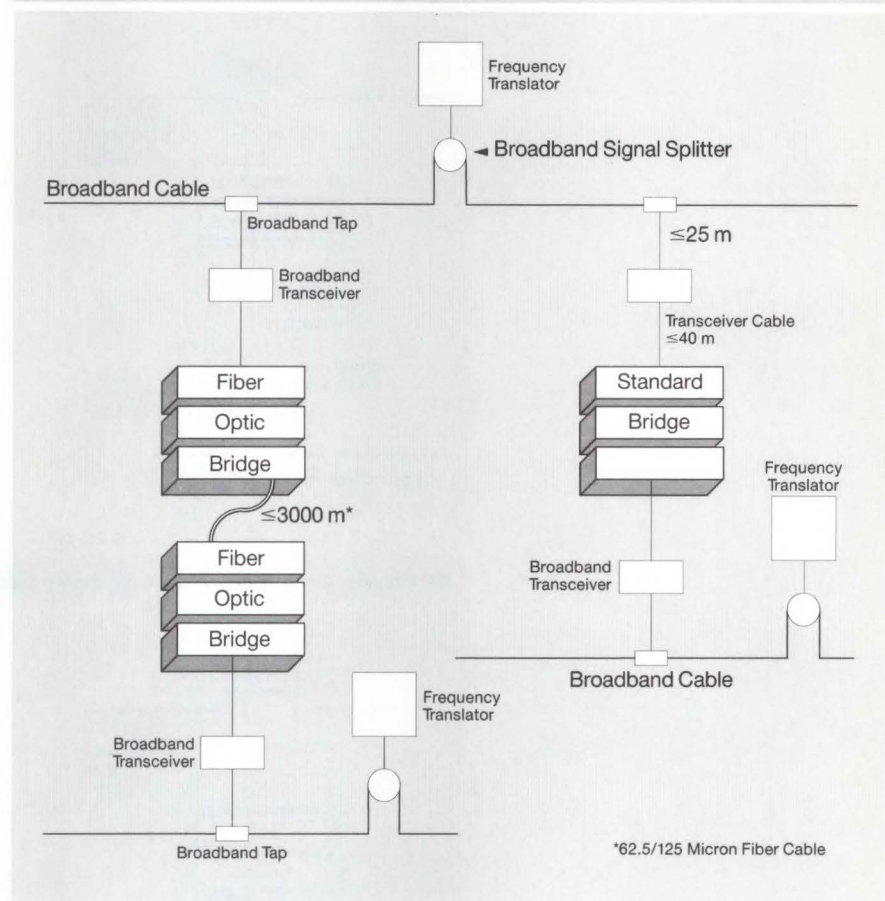 Frequency
Translator
◄ Broadband Signal Splitter
Broadband Cable
Broadband Tap
≤25 m
Broadband
Transceiver
Transceiver Cable
≤40 m
Fiber
Optic
Bridge
Standard
Bridge
≤3000 m*
Fiber
Optic
Bridge
Frequency
Translator
Broadband
Transceiver
Broadband Cable
Frequency
Translator
Broadband
Transceiver
Broadband Tap
*62.5/125 Micron Fiber Cable